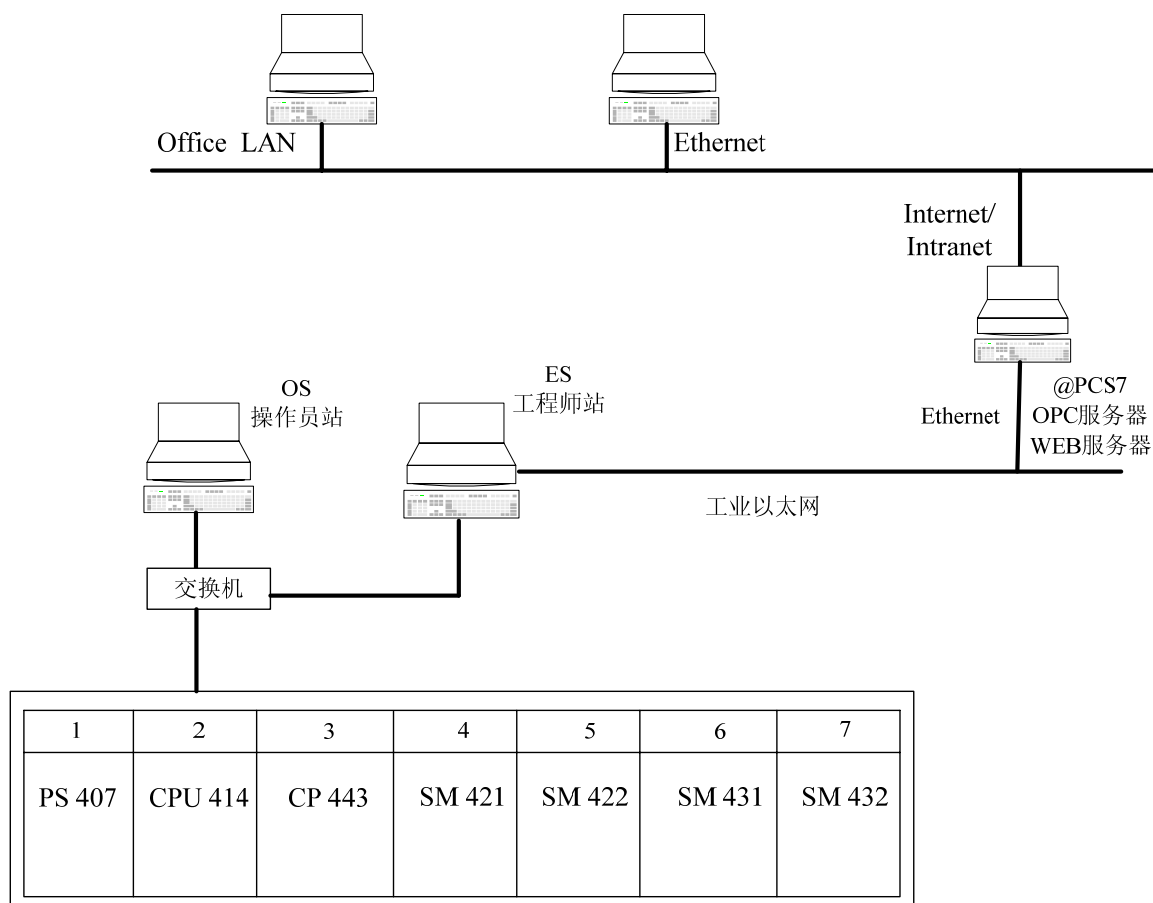 Office LAN
Ethernet
Internet/
Intranet
@PCS7
OPC服务器
WEB服务器
Ethernet
OS
操作员站
ES
工程师站
工业以太网
交换机
1 2 3 4 5 6 7
PS 407 CPU 414 CP 443 SM 421 SM 422 SM 431 SM 432